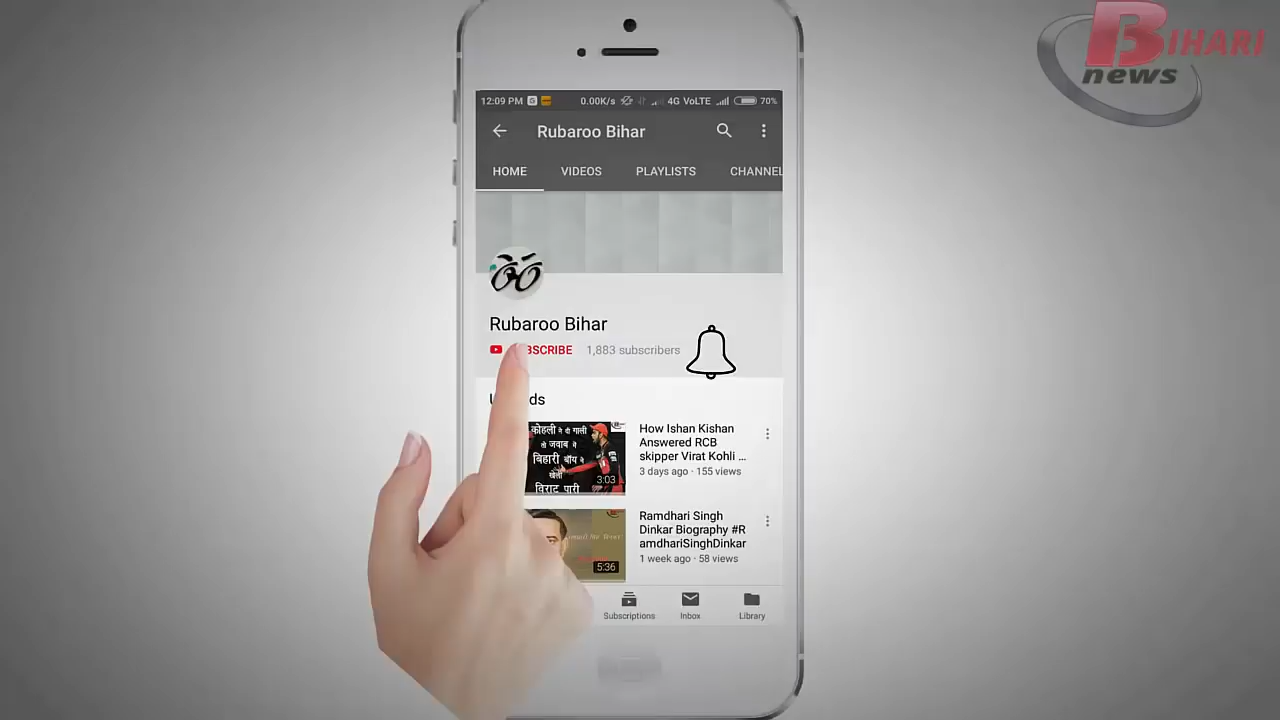 BIHARI
news
12:09 PM
0.00K/s
4G VoLTE
70%
Rubaroo Bihar
HOME VIDEOS PLAYLISTS CHANNEL
Rubaroo Bihar
1,883 subscribers
How Ishan Kishan
Answered RCB
skipper Virat Kohli ...
3 days ago · 155 views
कोहली ने दी गाली
तो जवाब में
बिहारी बॉय ने
खेली
विराट पारी
3:03
Ramdhari Singh
Dinkar Biography #R
amdhariSinghDinkar
1 week ago · 58 views
5:36
Subscriptions Inbox Library